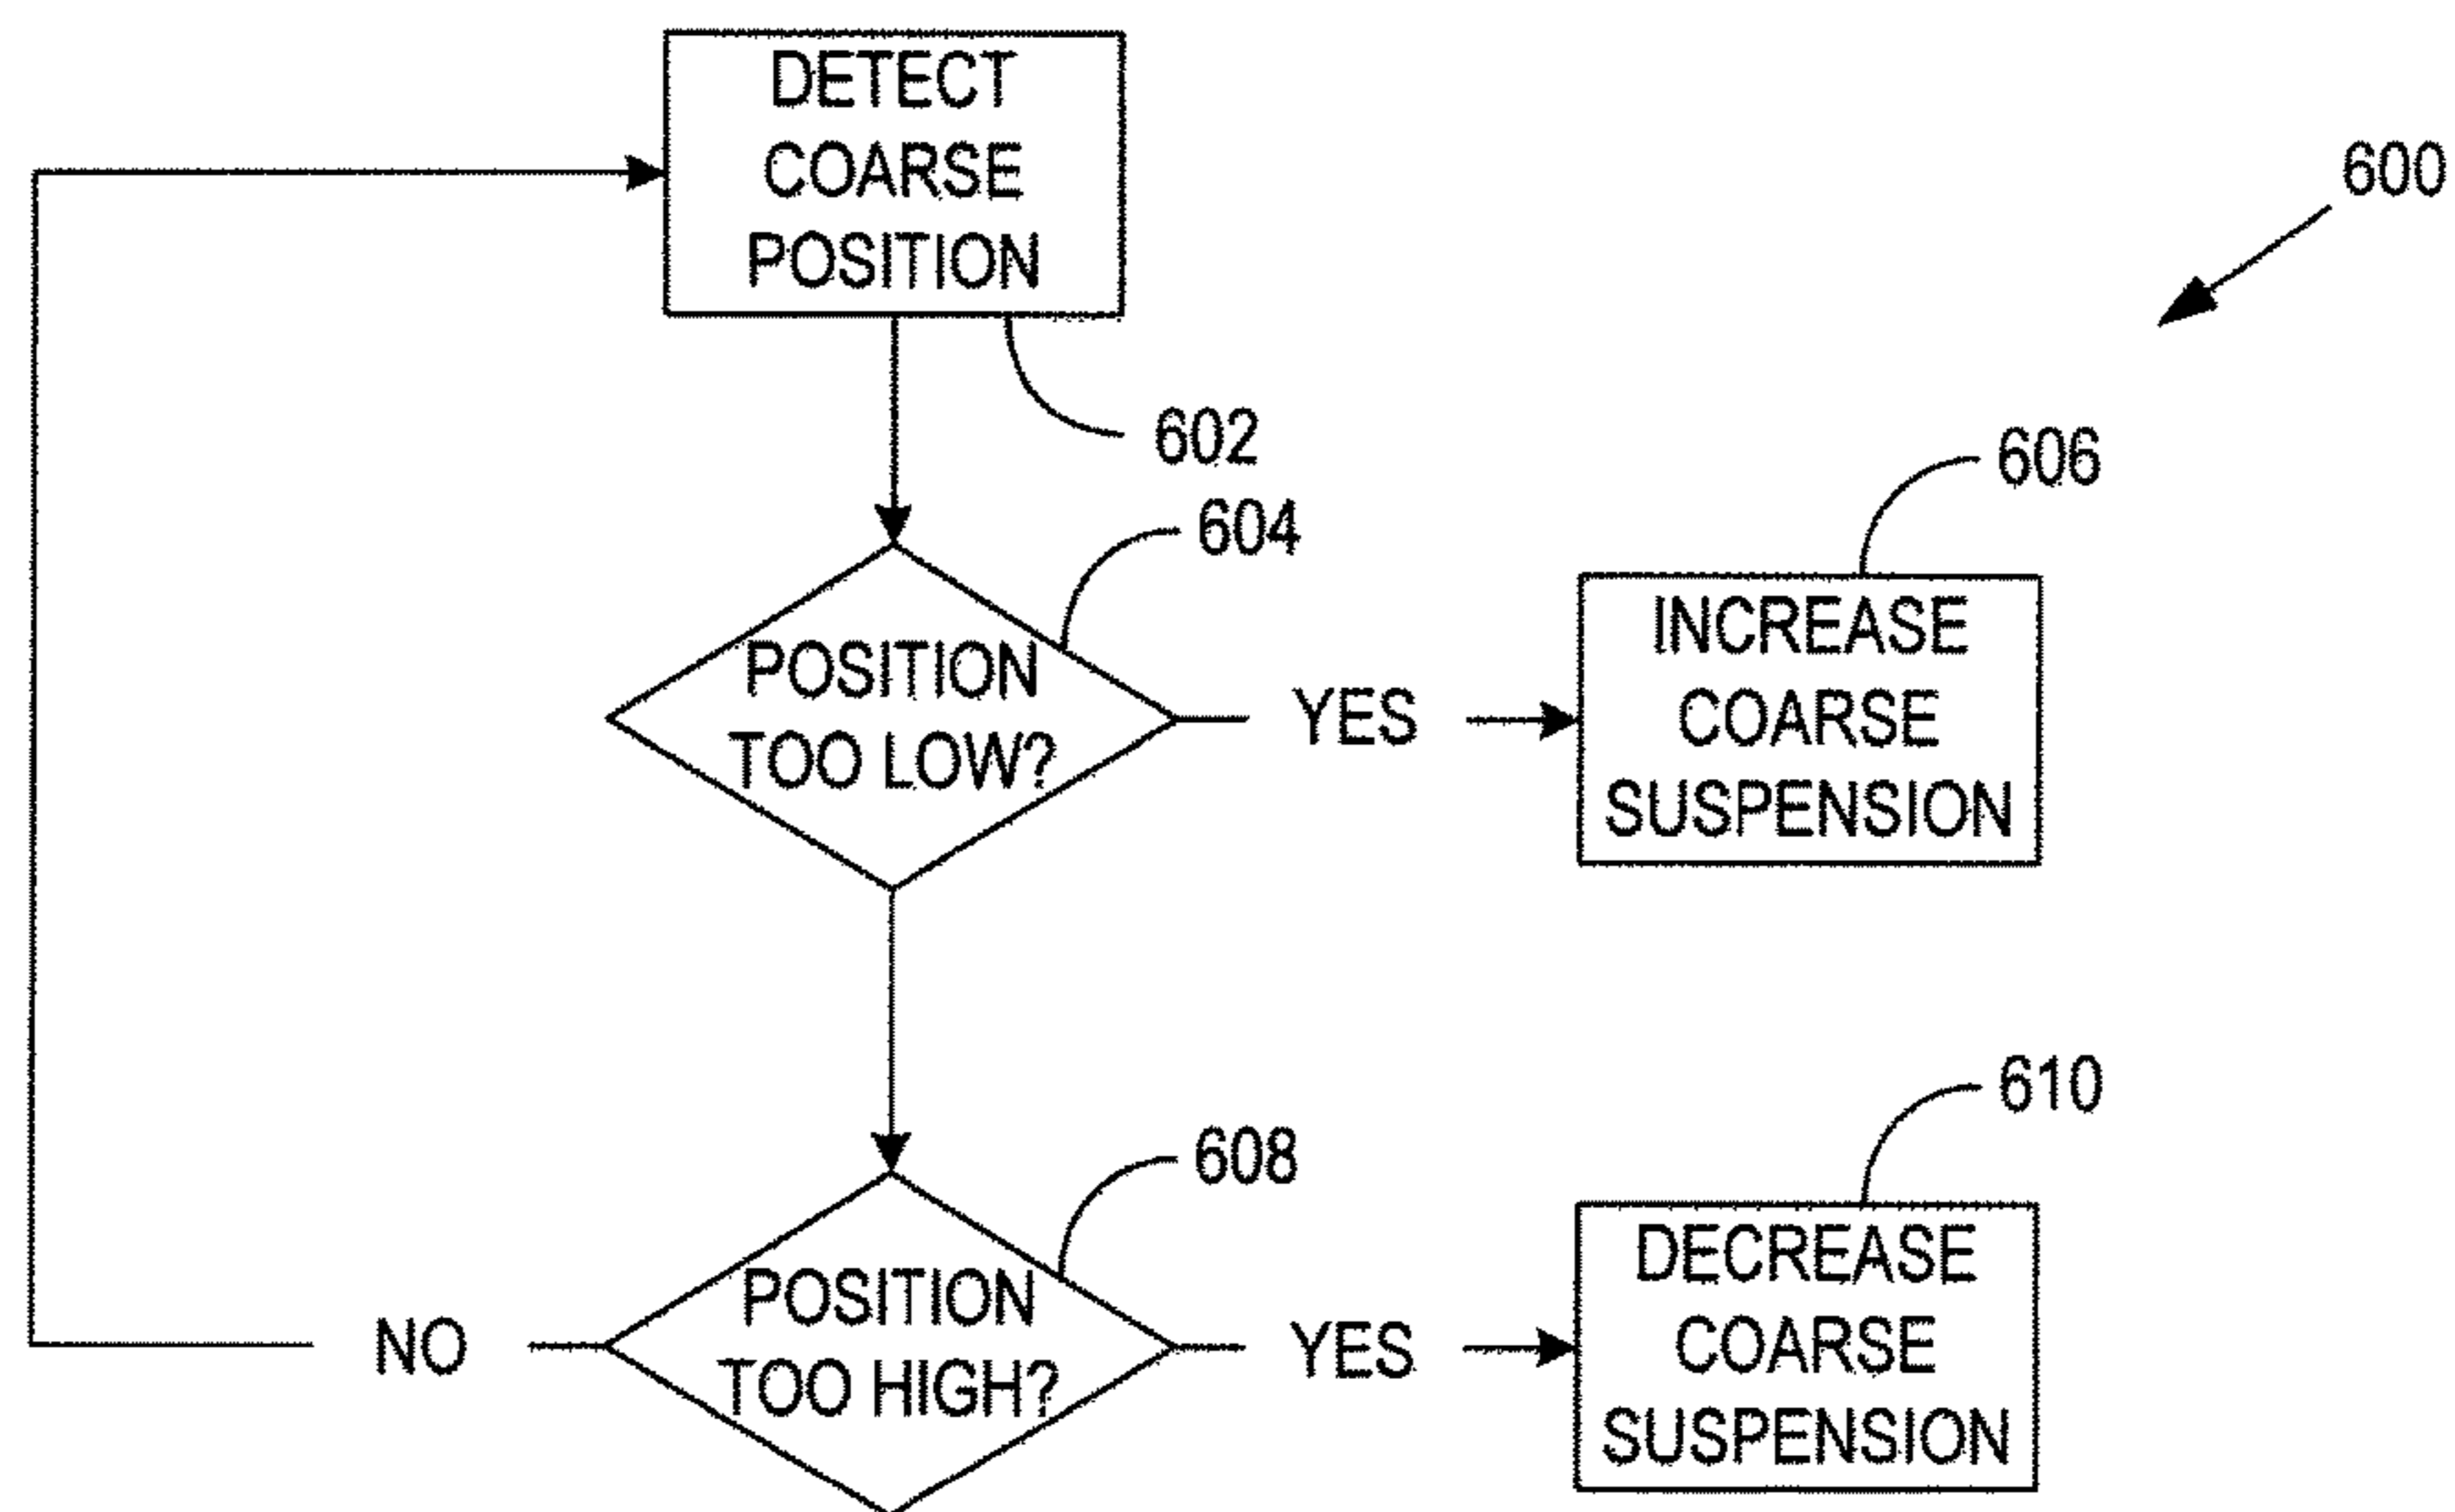 DETECT
COARSE
POSITION
600
602
604
606
POSITION
TOO LOW?
YES
INCREASE
COARSE
SUSPENSION
608
610
POSITION
TOO HIGH?
NO
YES
DECREASE
COARSE
SUSPENSION